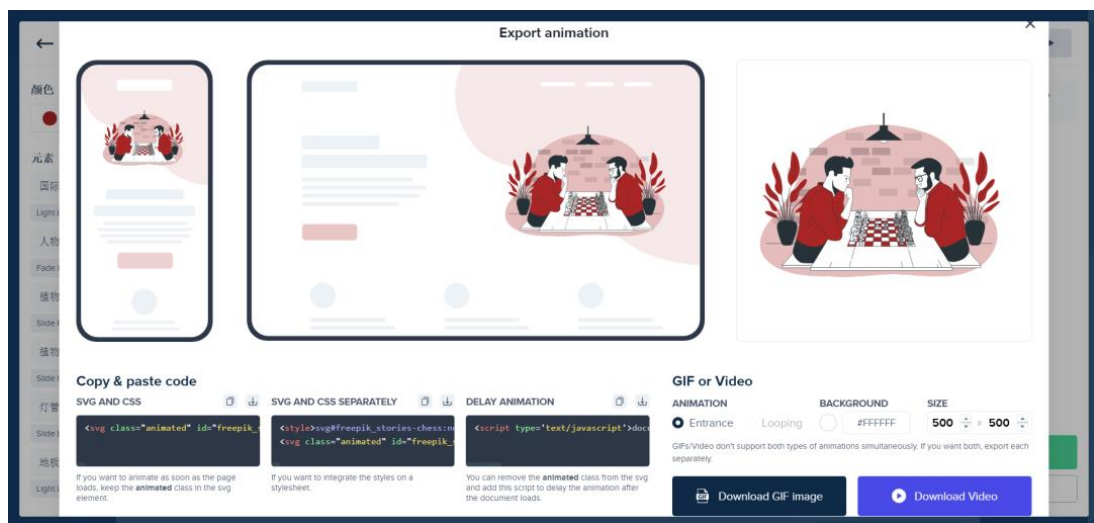 Export animation
×
←
颜色
元素
国际
Light
人物
Fade
植物
Slide
植物
Slide
灯管
Slide
地板
Light
Copy & paste code
SVG AND CSS
<svg class="animated" id="freepik_s
If you want to animate as soon as the page
loads, keep the animated class in the svg
element.
SVG AND CSS SEPARATELY
<style>svg#freepik_stories-chess:no
<svg class="animated" id="freepik_s
If you want to integrate the styles on a
stylesheet.
DELAY ANIMATION
<script type='text/javascript'>docu
You can remove the animated class from the svg
and add this script to delay the animation after
the document loads.
GIF or Video
ANIMATION BACKGROUND SIZE
Entrance Looping #FFFFFF 500 x 500
GIFs/Video don't support both types of animations simultaneously. If you want both, export each
separately.
Download GIF image Download Video